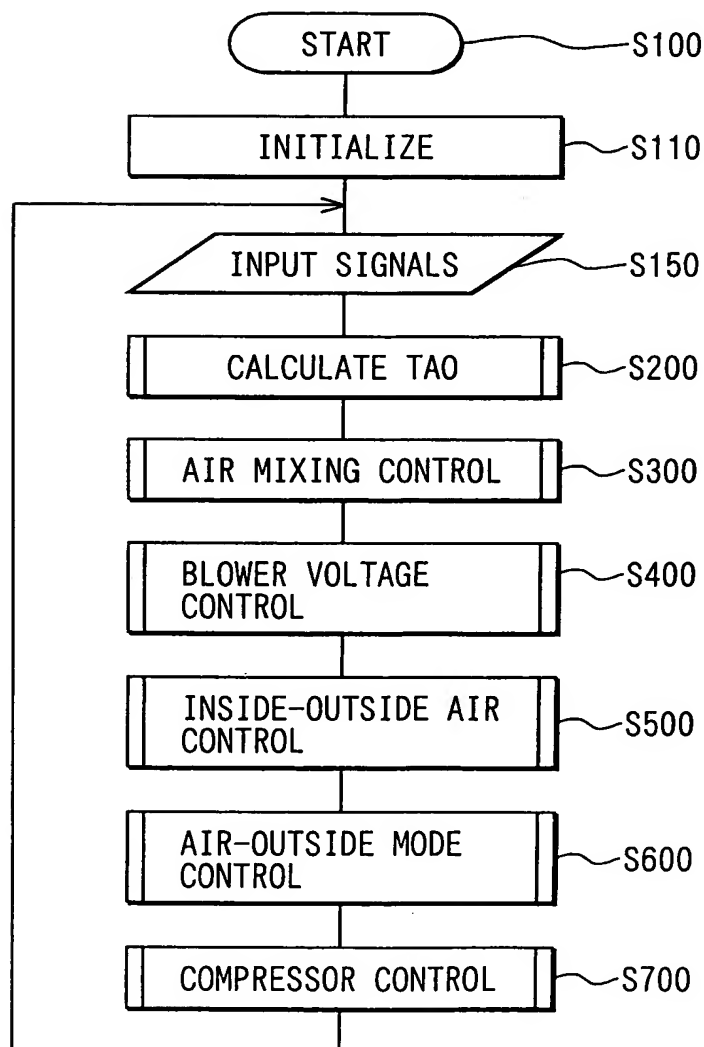 START
S100
INITIALIZE
S110
INPUT SIGNALS
S150
CALCULATE TAO
S200
AIR MIXING CONTROL
S300
BLOWER VOLTAGE
CONTROL
S400
INSIDE-OUTSIDE AIR
CONTROL
S500
AIR-OUTSIDE MODE
CONTROL
S600
COMPRESSOR CONTROL
S700